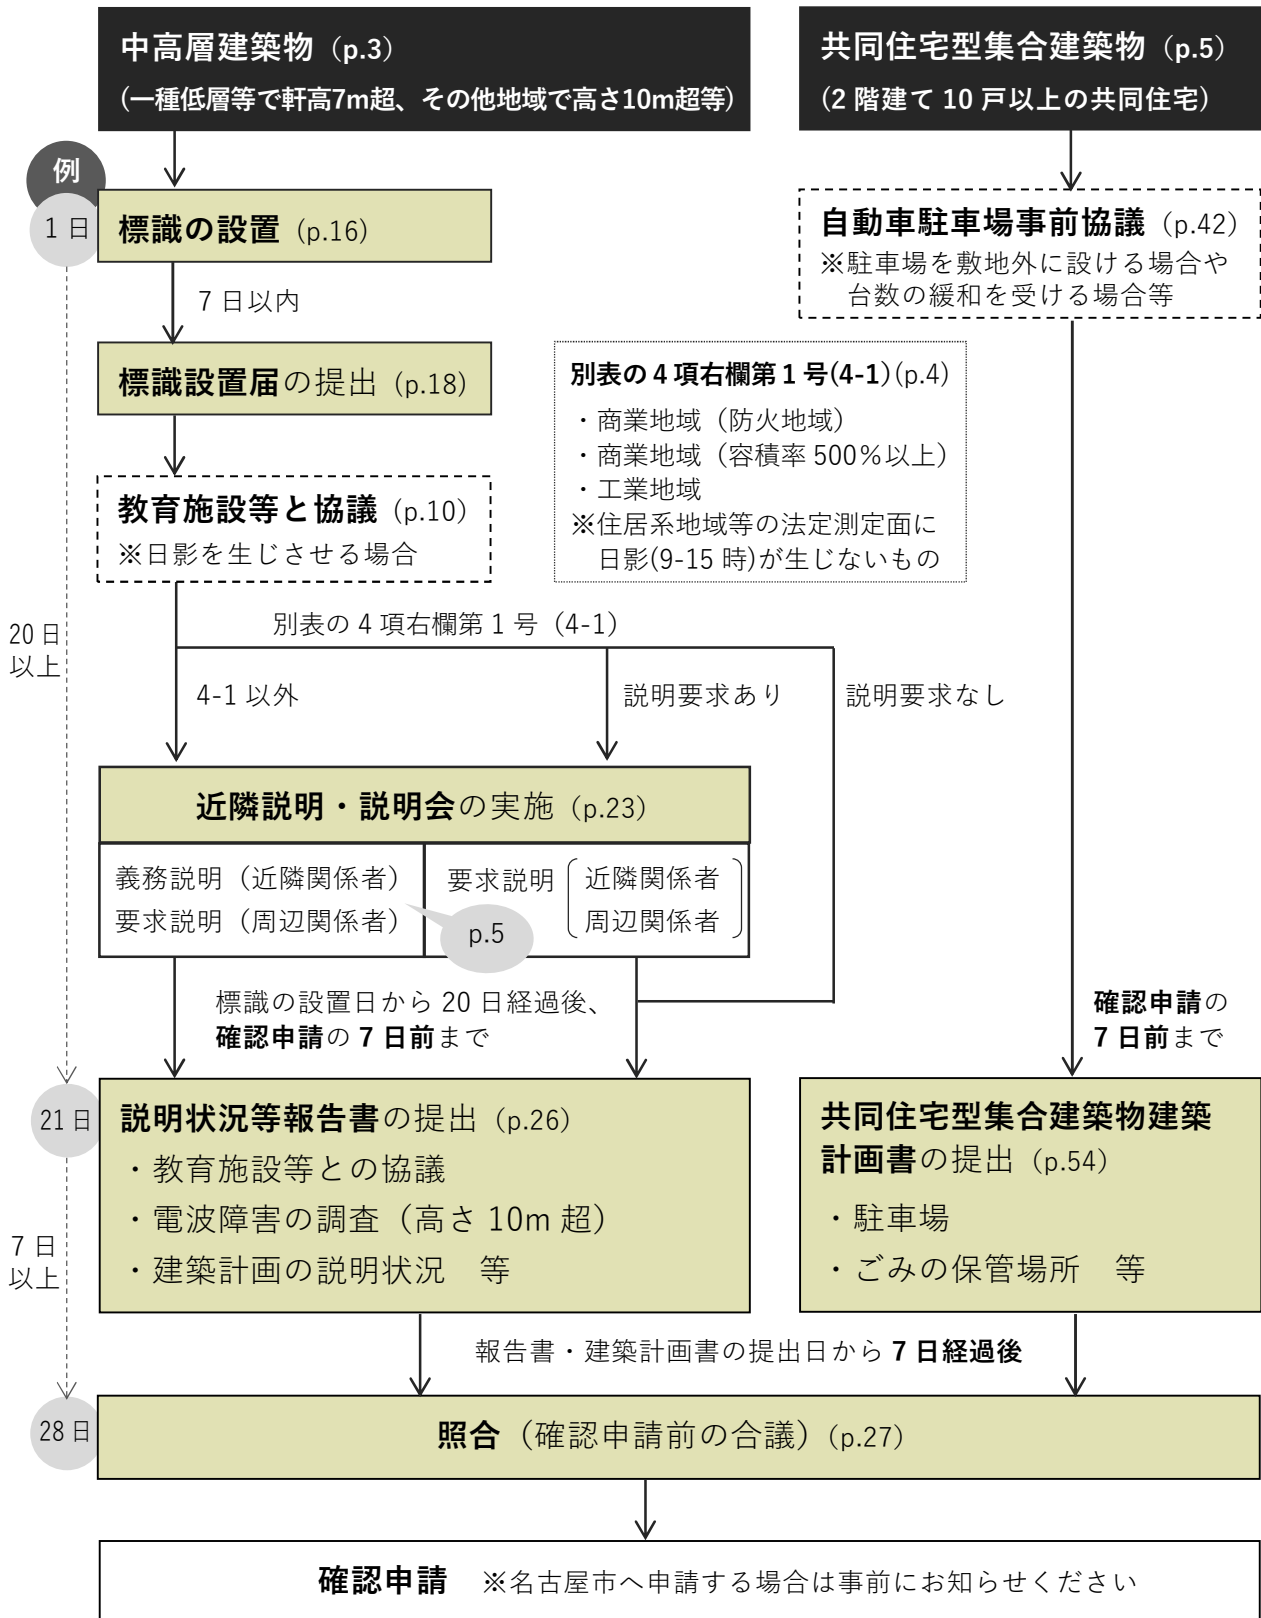 中高層建築物（p.3）
(一種低層等で軒高7m超、その他地域で高さ10m超等)
共同住宅型集合建築物（p.5）
(2 階建て 10 戸以上の共同住宅)
例
1 日
標識の設置（p.16）
自動車駐車場事前協議（p.42）
※駐車場を敷地外に設ける場合や
台数の緩和を受ける場合等
7 日以内
標識設置届の提出（p.18）
別表の 4 項右欄第 1 号(4-1)(p.4)
・商業地域（防火地域）
・商業地域（容積率 500％以上）
・工業地域
※住居系地域等の法定測定面に
日影(9-15 時)が生じないもの
教育施設等と協議（p.10）
※日影を生じさせる場合
別表の 4 項右欄第 1 号（4-1）
20 日
以上
4-1 以外
説明要求あり
説明要求なし
近隣説明・説明会の実施（p.23）
義務説明（近隣関係者）
要求説明（周辺関係者）
p.5
要求説明
近隣関係者
周辺関係者
標識の設置日から 20 日経過後、
確認申請の 7 日前まで
確認申請の
7 日前まで
21 日
説明状況等報告書の提出（p.26）
・教育施設等との協議
・電波障害の調査（高さ 10m 超）
・建築計画の説明状況　等
共同住宅型集合建築物建築
計画書の提出（p.54）
・駐車場
・ごみの保管場所　等
7 日
以上
報告書・建築計画書の提出日から 7 日経過後
28 日
照合（確認申請前の合議）（p.27）
確認申請　※名古屋市へ申請する場合は事前にお知らせください